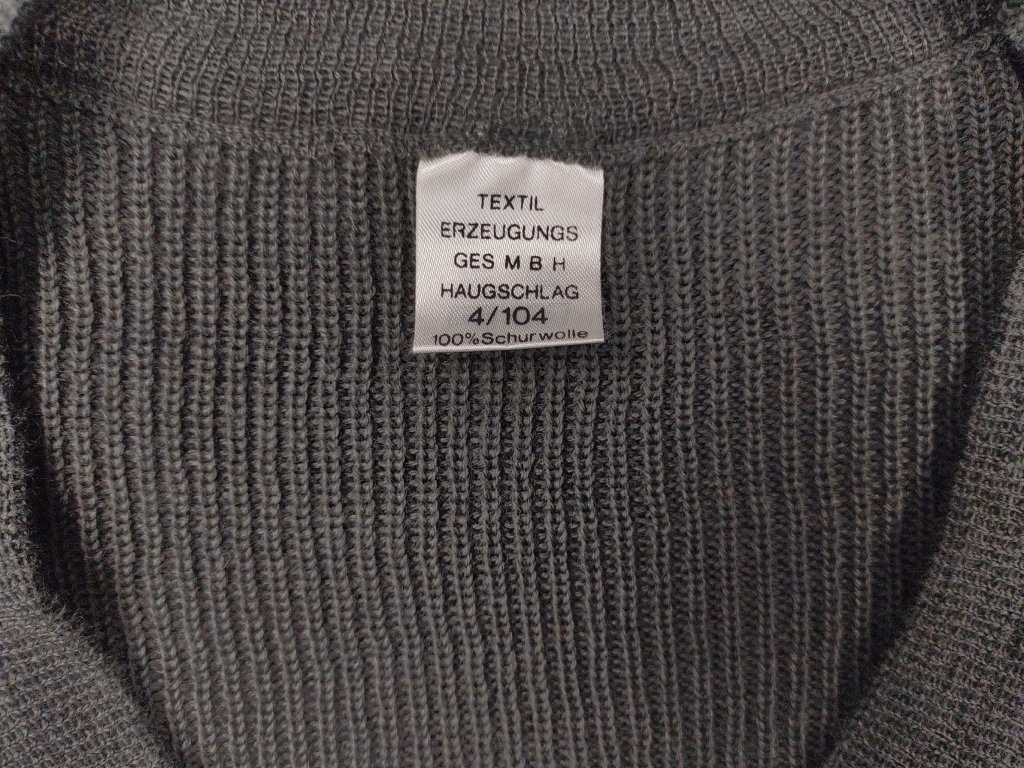 TEXTIL
ERZEUGUNGS
GES M B H
HAUGSCHLAG
4/104
100% Schurwolle